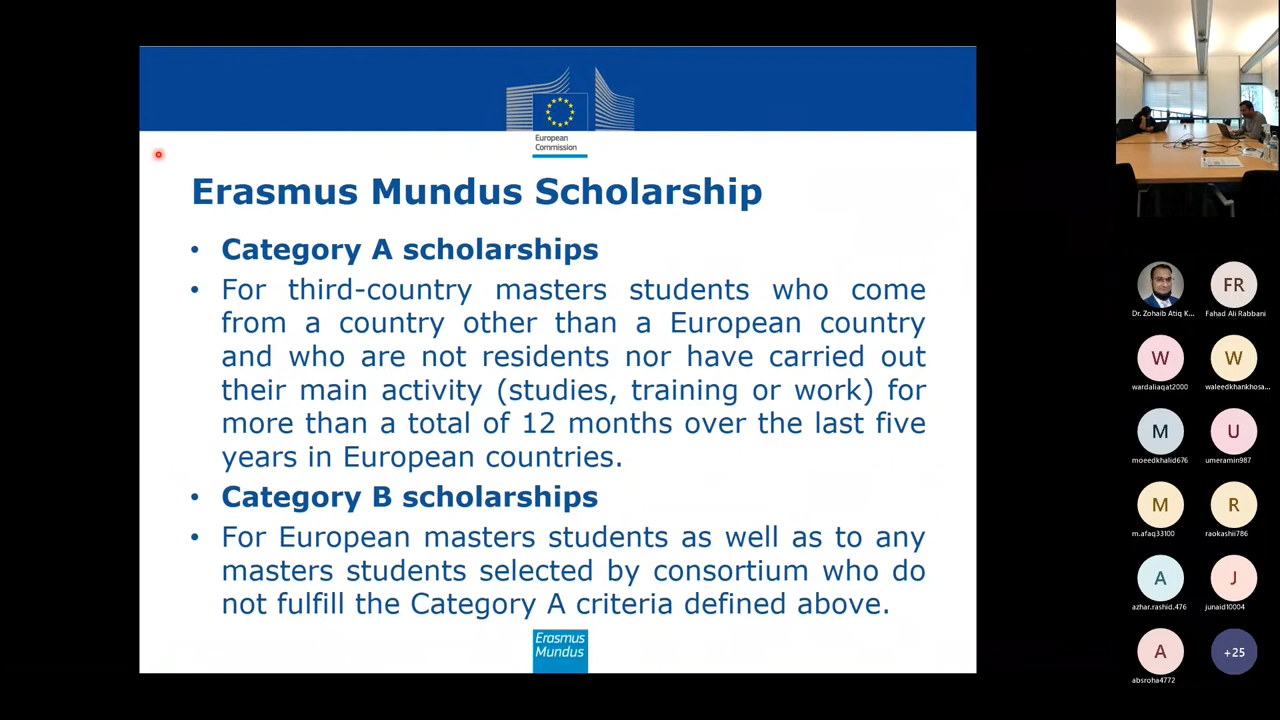 European
Commission
Erasmus Mundus Scholarship
• Category A scholarships
• For third-country masters students who come
from a country other than a European country
and who are not residents nor have carried out
their main activity (studies, training or work) for
more than a total of 12 months over the last five
years in European countries.
• Category B scholarships
• For European masters students as well as to any
masters students selected by consortium who do
not fulfill the Category A criteria defined above.
Erasmus
Mundus
Dr. Zohaib Atiq K...
FR
Fahad Ali Rabbani
W
wardaliaqat2000
W
waleedkhankhosa...
M
moeedkhalid676
U
umeramin987
M
m.afaq33100
R
raokashii786
A
azhar.rashid.476
J
junaid10004
A
absroha4772
+25